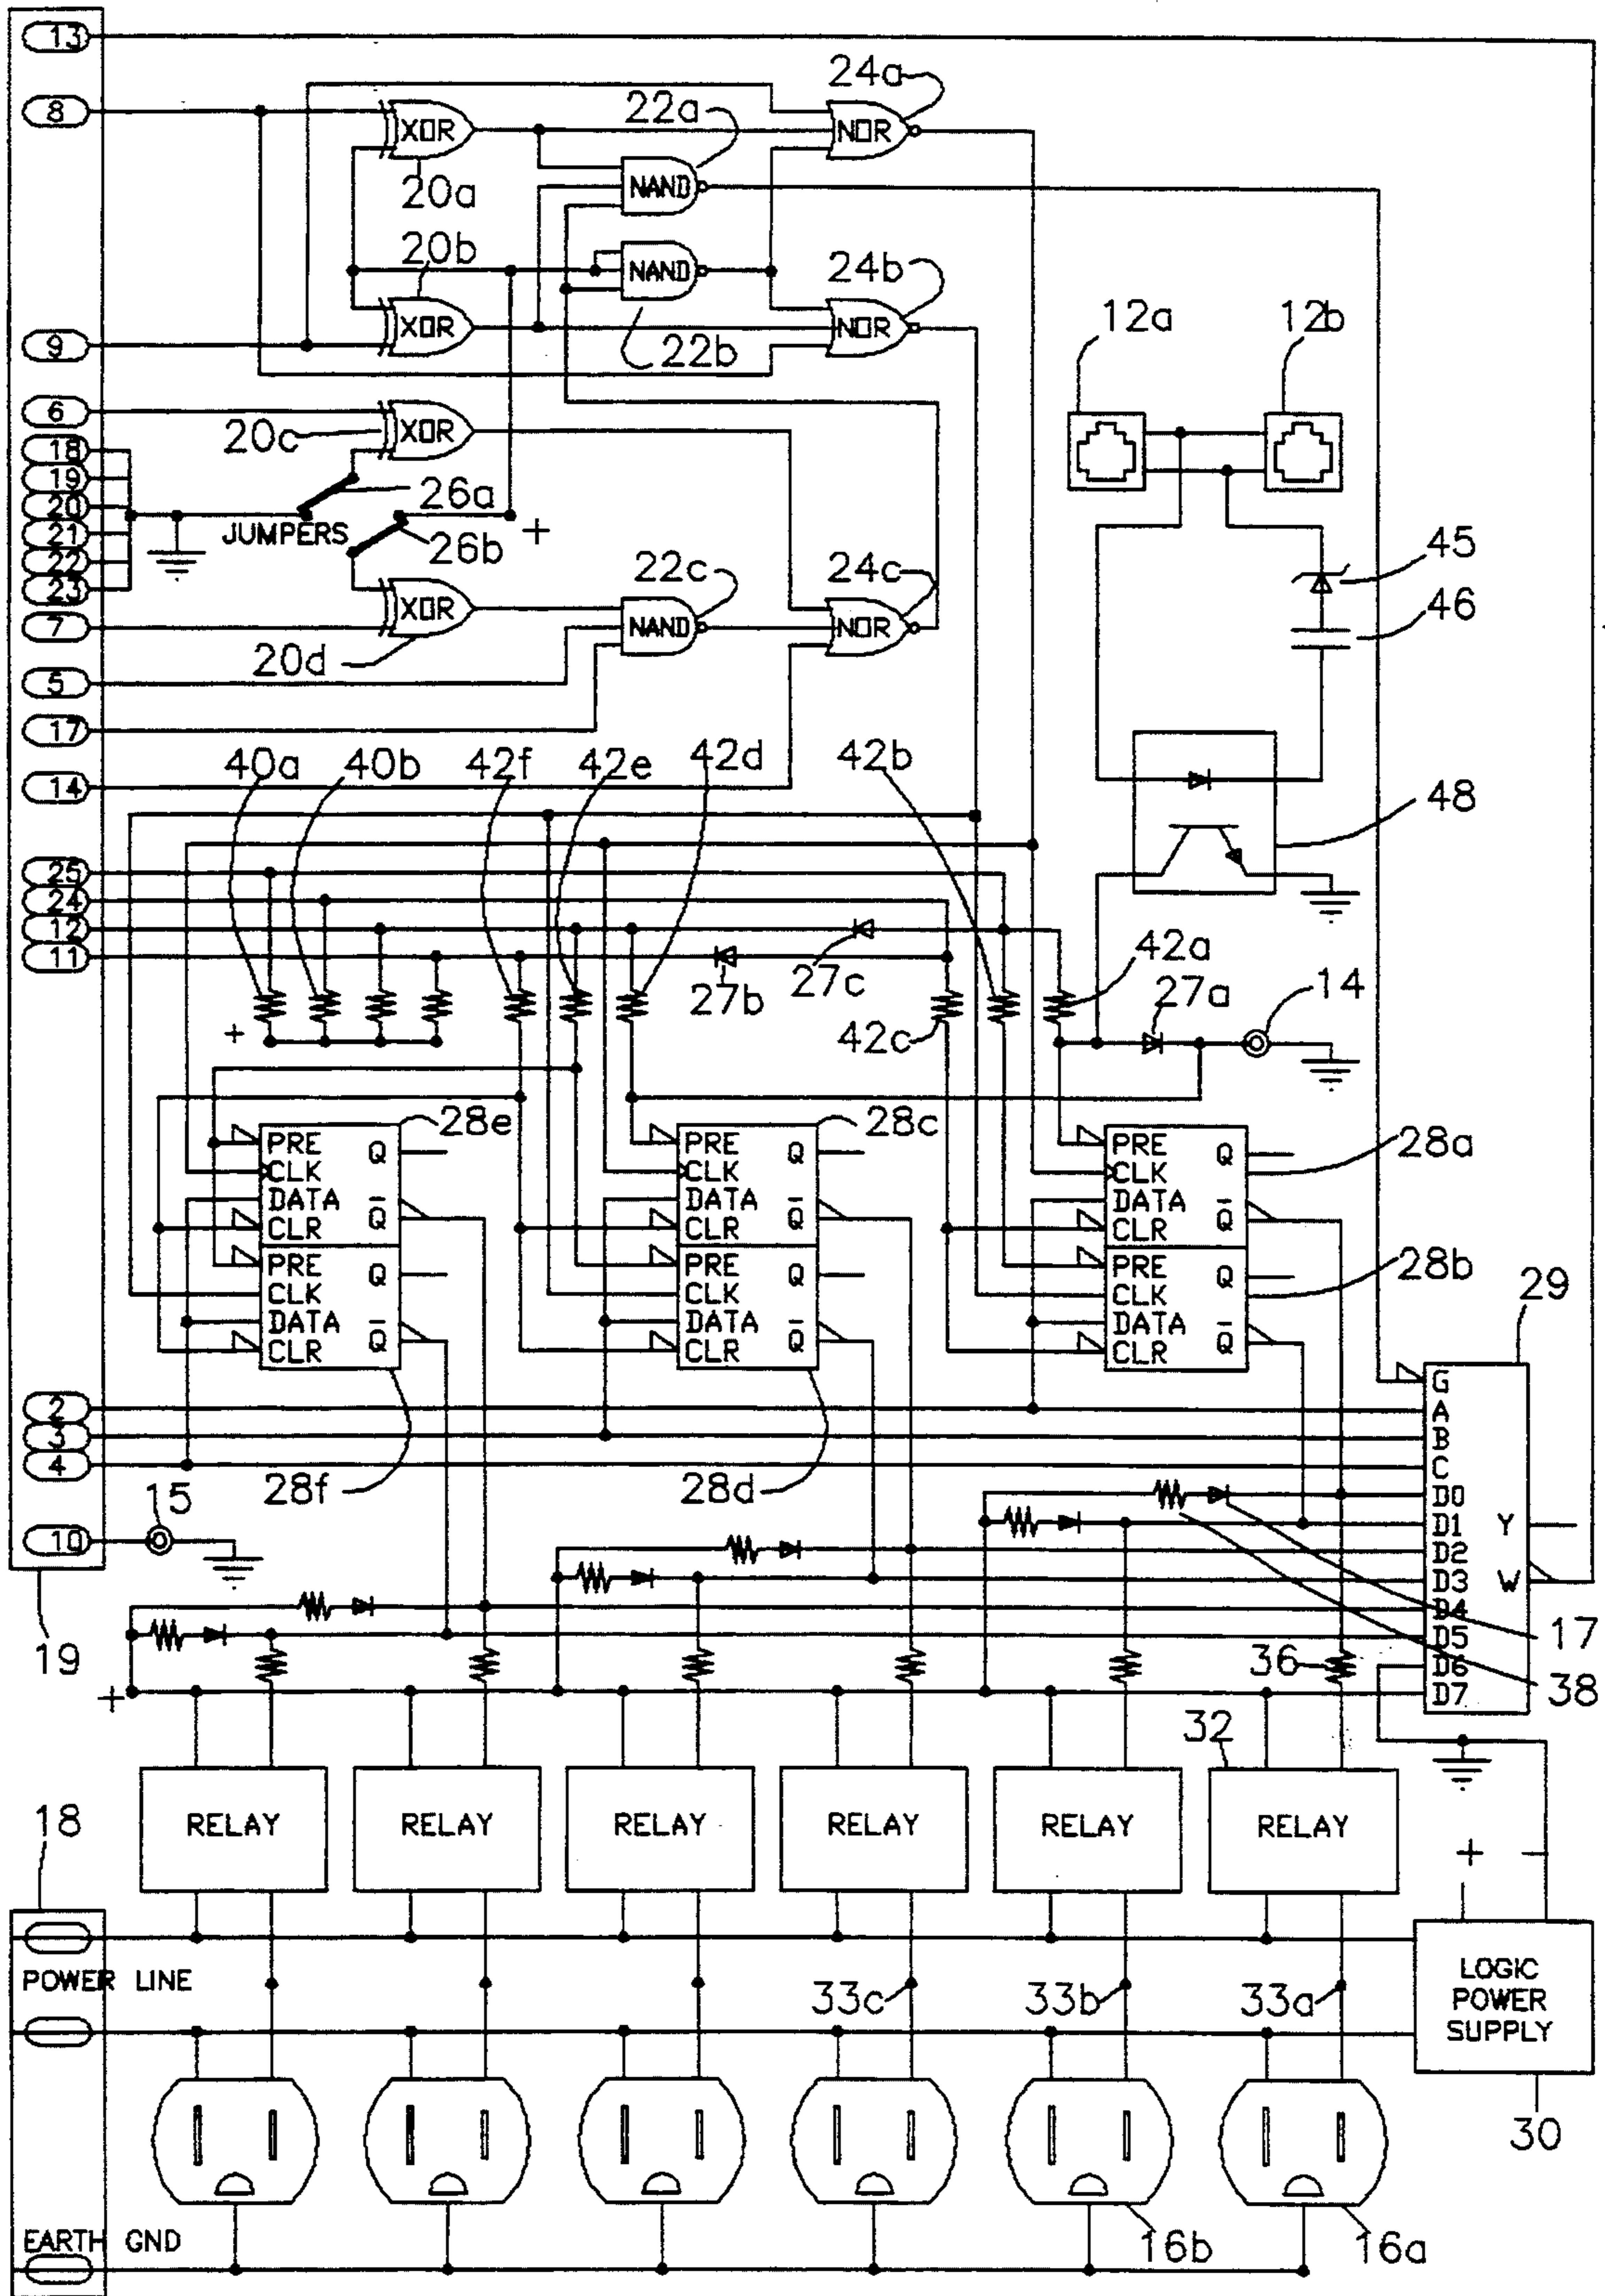 13
24a
8
XOR
22a
NOR
NAND
20a
20b
NAND
24b
12a
12b
9
XOR
22b
NOR
6
20c
XOR
18
19
20
26a
21
JUMPERS
+
26b
22
23
22c
24c
45
XOR
NAND
NOR
46
7
20d
5
17
40a
40b
42f
42e
42d
42b
14
48
25
24
12
11
27b
27c
42a
27a
14
+
42c
28e
28c
28a
PRE
CLK
DATA
CLR
Q
Q
PRE
CLK
DATA
CLR
Q
Q
PRE
CLK
DATA
CLR
Q
Q
PRE
CLK
DATA
CLR
Q
Q
PRE
CLK
DATA
CLR
Q
Q
PRE
CLK
DATA
CLR
Q
Q
28b
29
2
3
4
28f
28d
G
A
B
C
D0
D1
D2
D3
D4
D5
D6
D7
Y
W
15
10
19
17
36
38
+
32
RELAY
RELAY
RELAY
RELAY
RELAY
RELAY
18
+ -
POWER LINE
33c
33b
33a
LOGIC
POWER
SUPPLY
30
EARTH GND
16b
16a